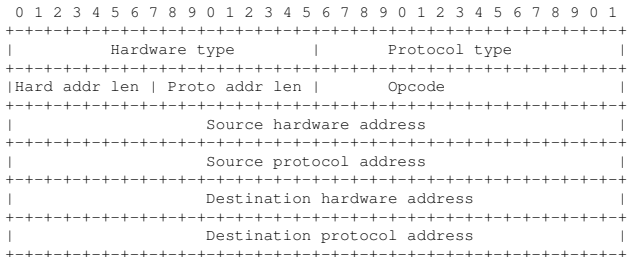 0 1 2 3 4 5 6 7 8 9 0 1 2 3 4 5 6 7 8 9 0 1 2 3 4 5 6 7 8 9 0 1
+-+-+-+-+-+-+-+-+-+-+-+-+-+-+-+-+-+-+-+-+-+-+-+-+-+-+-+-+-+-+-+-+
|          Hardware type        |       Protocol type           |
+-+-+-+-+-+-+-+-+-+-+-+-+-+-+-+-+-+-+-+-+-+-+-+-+-+-+-+-+-+-+-+-+
|Hard addr len | Proto addr len |       Opcode                  |
+-+-+-+-+-+-+-+-+-+-+-+-+-+-+-+-+-+-+-+-+-+-+-+-+-+-+-+-+-+-+-+-+
|                    Source hardware address                    |
+-+-+-+-+-+-+-+-+-+-+-+-+-+-+-+-+-+-+-+-+-+-+-+-+-+-+-+-+-+-+-+-+
|                    Source protocol address                    |
+-+-+-+-+-+-+-+-+-+-+-+-+-+-+-+-+-+-+-+-+-+-+-+-+-+-+-+-+-+-+-+-+
|                    Destination hardware address               |
+-+-+-+-+-+-+-+-+-+-+-+-+-+-+-+-+-+-+-+-+-+-+-+-+-+-+-+-+-+-+-+-+
|                    Destination protocol address               |
+-+-+-+-+-+-+-+-+-+-+-+-+-+-+-+-+-+-+-+-+-+-+-+-+-+-+-+-+-+-+-+-+